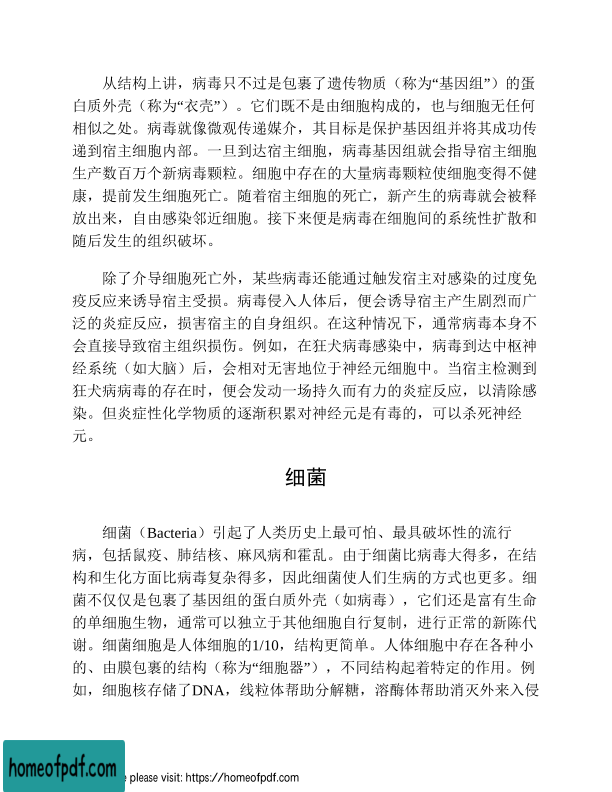 从结构上讲，病毒只不过是包裹了遗传物质（称为“基因组”）的蛋
白质外壳（称为“衣壳”）。它们既不是由细胞构成的，也与细胞无任何
相似之处。病毒就像微观传递媒介，其目标是保护基因组并将其成功传
递到宿主细胞内部。一旦到达宿主细胞，病毒基因组就会指导宿主细胞
生产数百万个新病毒颗粒。细胞中存在的大量病毒颗粒使细胞变得不健
康，提前发生细胞死亡。随着宿主细胞的死亡，新产生的病毒就会被释
放出来，自由感染邻近细胞。接下来便是病毒在细胞间的系统性扩散和
随后发生的组织破坏。
除了介导细胞死亡外，某些病毒还能通过触发宿主对感染的过度免
疫反应来诱导宿主受损。病毒侵入人体后，便会诱导宿主产生剧烈而广
泛的炎症反应，损害宿主的自身组织。在这种情况下，通常病毒本身不
会直接导致宿主组织损伤。例如，在狂犬病毒感染中，病毒到达中枢神
经系统（如大脑）后，会相对无害地位于神经元细胞中。当宿主检测到
狂犬病病毒的存在时，便会发动一场持久而有力的炎症反应，以清除感
染。但炎症性化学物质的逐渐积累对神经元是有毒的，可以杀死神经
元。
细菌
细菌（Bacteria）引起了人类历史上最可怕、最具破坏性的流行
病，包括鼠疫、肺结核、麻风病和霍乱。由于细菌比病毒大得多，在结
构和生化方面比病毒复杂得多，因此细菌使人们生病的方式也更多。细
菌不仅仅是包裹了基因组的蛋白质外壳（如病毒），它们还是富有生命
的单细胞生物，通常可以独立于其他细胞自行复制，进行正常的新陈代
谢。细菌细胞是人体细胞的1/10，结构更简单。人体细胞中存在各种小
的、由膜包裹的结构（称为“细胞器”），不同结构起着特定的作用。例
如，细胞核存储了DNA，线粒体帮助分解糖，溶酶体帮助消灭外来入侵
homeofpdf.com
e please visit: https://homeofpdf.com